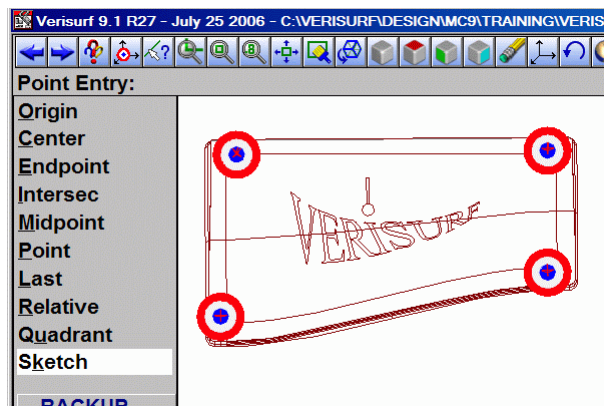 Verisurf 9.1 R27 - July 25 2006 - C:\VERISURF\DESIGN\MC9\TRAINING\VERIS
Point Entry:
Origin
Center
Endpoint
Intersec
Midpoint
Point
Last
Relative
Quadrant
Sketch
BACKUP
VERISURF